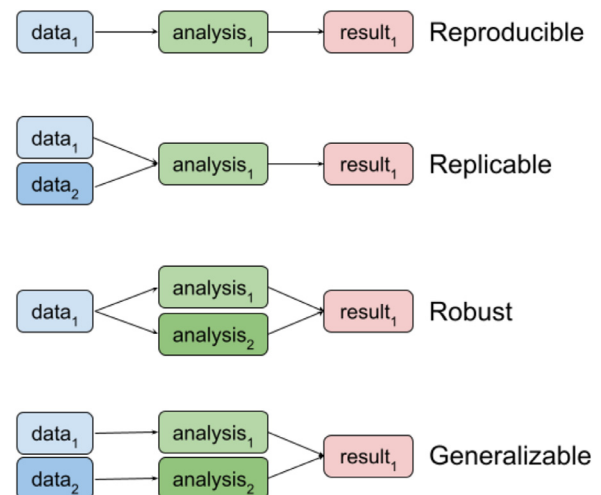 data₁ analysis₁ result₁ Reproducible
data₁
analysis₁ result₁ Replicable
data₂
analysis₁
data₁ result₁ Robust
analysis₂
data₁ analysis₁
result₁ Generalizable
data₂ analysis₂